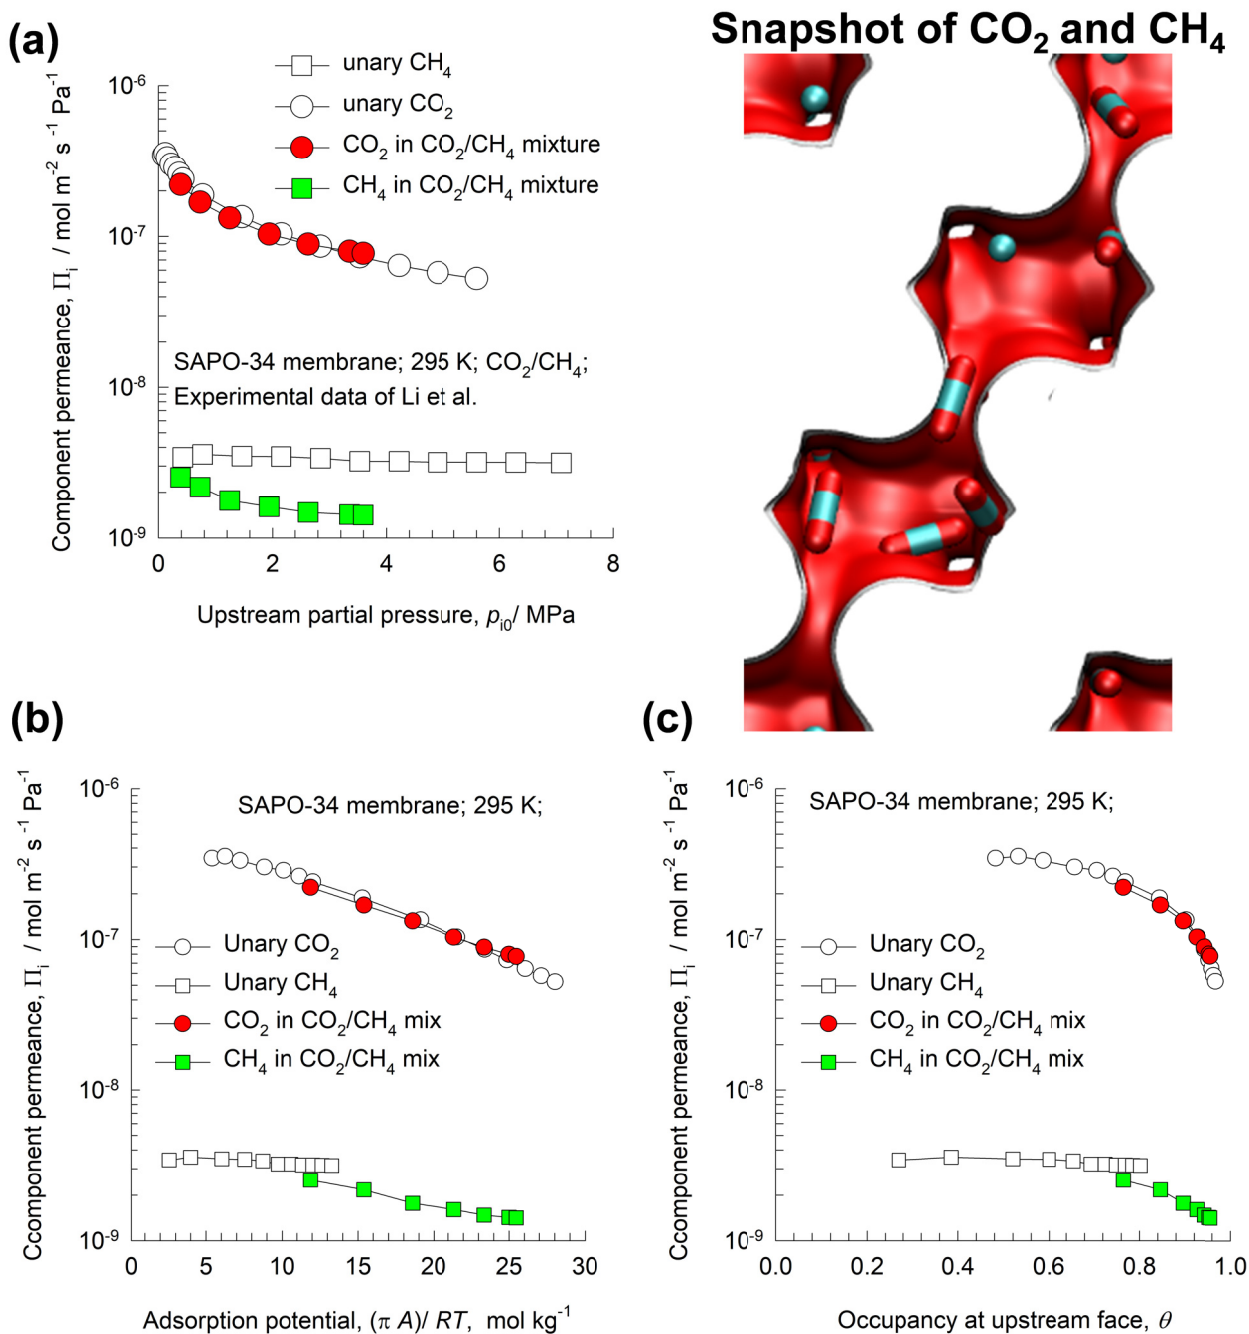 (a)
Snapshot of CO₂ and CH₄
unary CH₄
unary CO₂
CO₂ in CO₂/CH₄ mixture
CH₄ in CO₂/CH₄ mixture
Component permeance, Πᵢ / mol m⁻² s⁻¹ Pa⁻¹
10⁻⁶
10⁻⁷
10⁻⁸
10⁻⁹
SAPO-34 membrane; 295 K; CO₂/CH₄;
Experimental data of Li et al.
0 2 4 6 8
Upstream partial pressure, pᵢ₀/ MPa
(b)
Ccomponent permeance, Πᵢ / mol m⁻² s⁻¹ Pa⁻¹
10⁻⁶
10⁻⁷
10⁻⁸
10⁻⁹
SAPO-34 membrane; 295 K;
Unary CO₂
Unary CH₄
CO₂ in CO₂/CH₄ mix
CH₄ in CO₂/CH₄ mix
0 5 10 15 20 25 30
Adsorption potential, (π A)/ RT, mol kg⁻¹
(c)
Ccomponent permeance, Πᵢ / mol m⁻² s⁻¹ Pa⁻¹
10⁻⁶
10⁻⁷
10⁻⁸
10⁻⁹
SAPO-34 membrane; 295 K;
Unary CO₂
Unary CH₄
CO₂ in CO₂/CH₄ mix
CH₄ in CO₂/CH₄ mix
0.0 0.2 0.4 0.6 0.8 1.0
Occupancy at upstream face, θ